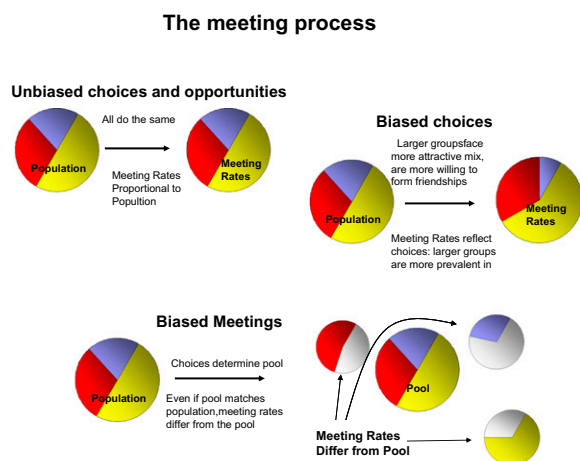 The meeting process
Unbiased choices and opportunities
All do the same
Population
Meeting
Rates
Meeting Rates
Proportional to
Popultion
Biased choices
Larger groupsface
more attractive mix,
are more willing to
form friendships
Population
Meeting
Rates
Meeting Rates reflect
choices: larger groups
are more prevalent in
Biased Meetings
Choices determine pool
Population
Even if pool matches
population,meeting rates
differ from the pool
Pool
Meeting Rates
Differ from Pool